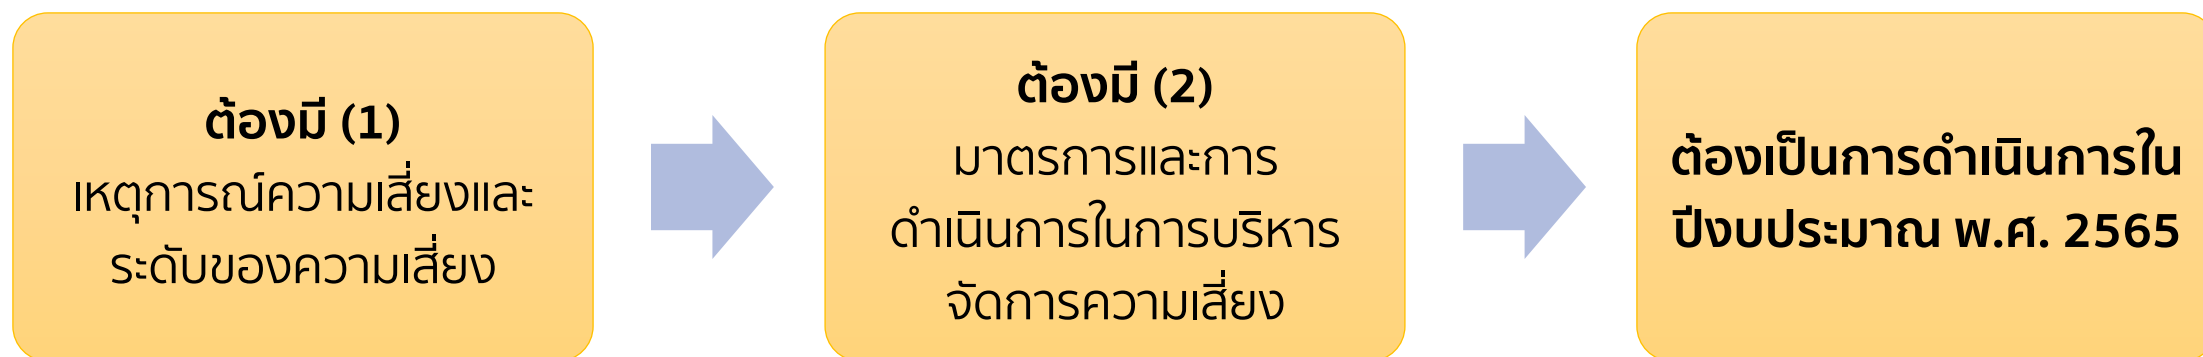 ต้องมี (1)
เหตุการณ์ความเสี่ยงและ
ระดับของความเสี่ยง
ต้องมี (2)
มาตรการและการ
ดำเนินการในการบริหาร
จัดการความเสี่ยง
ต้องเป็นการดำเนินการใน
ปีงบประมาณ พ.ศ. 2565